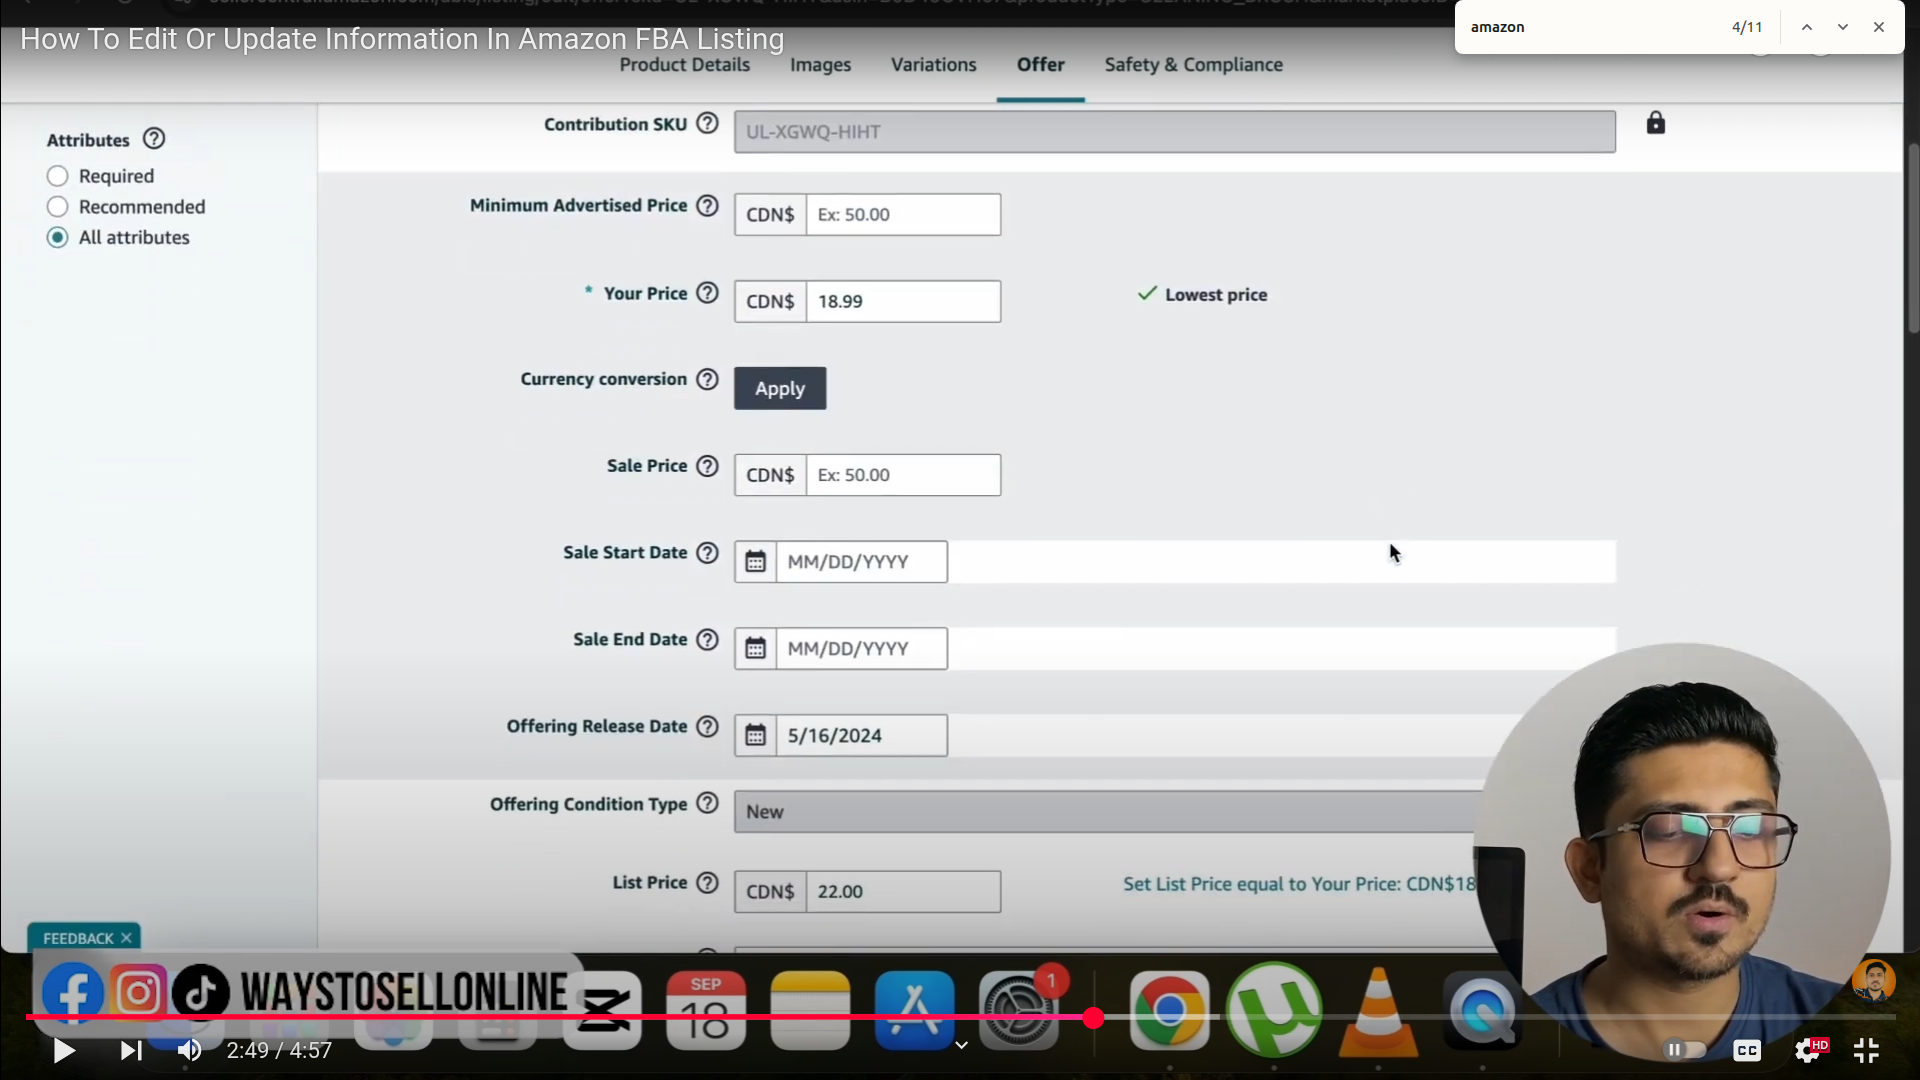 How To Edit Or Update Information In Amazon FBA Listing
amazon 4/11
Product Details Images Variations Offer Safety & Compliance
Attributes
Required
Recommended
All attributes
Contribution SKU UL-XGWQ-HIHT
Minimum Advertised Price CDN$ Ex: 50.00
* Your Price CDN$ 18.99 Lowest price
Currency conversion Apply
Sale Price CDN$ Ex: 50.00
Sale Start Date MM/DD/YYYY
Sale End Date MM/DD/YYYY
Offering Release Date 5/16/2024
Offering Condition Type New
List Price CDN$ 22.00 Set List Price equal to Your Price: CDN$18
FEEDBACK
WAYSTOSELLONLINE
SEP
18
1
2:49 / 4:57
CC
HD